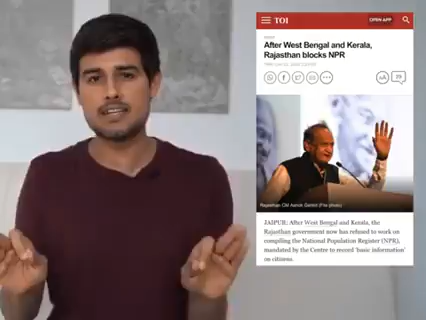 TOI
OPEN APP
After West Bengal and Kerala,
Rajasthan blocks NPR
Rajasthan CM Ashok Gehlot (File photo)
JAIPUR: After West Bengal and Kerala, the
Rajasthan government now has refused to work on
compiling the National Population Register (NPR),
mandated by the Centre to record 'basic information'
on citizens.